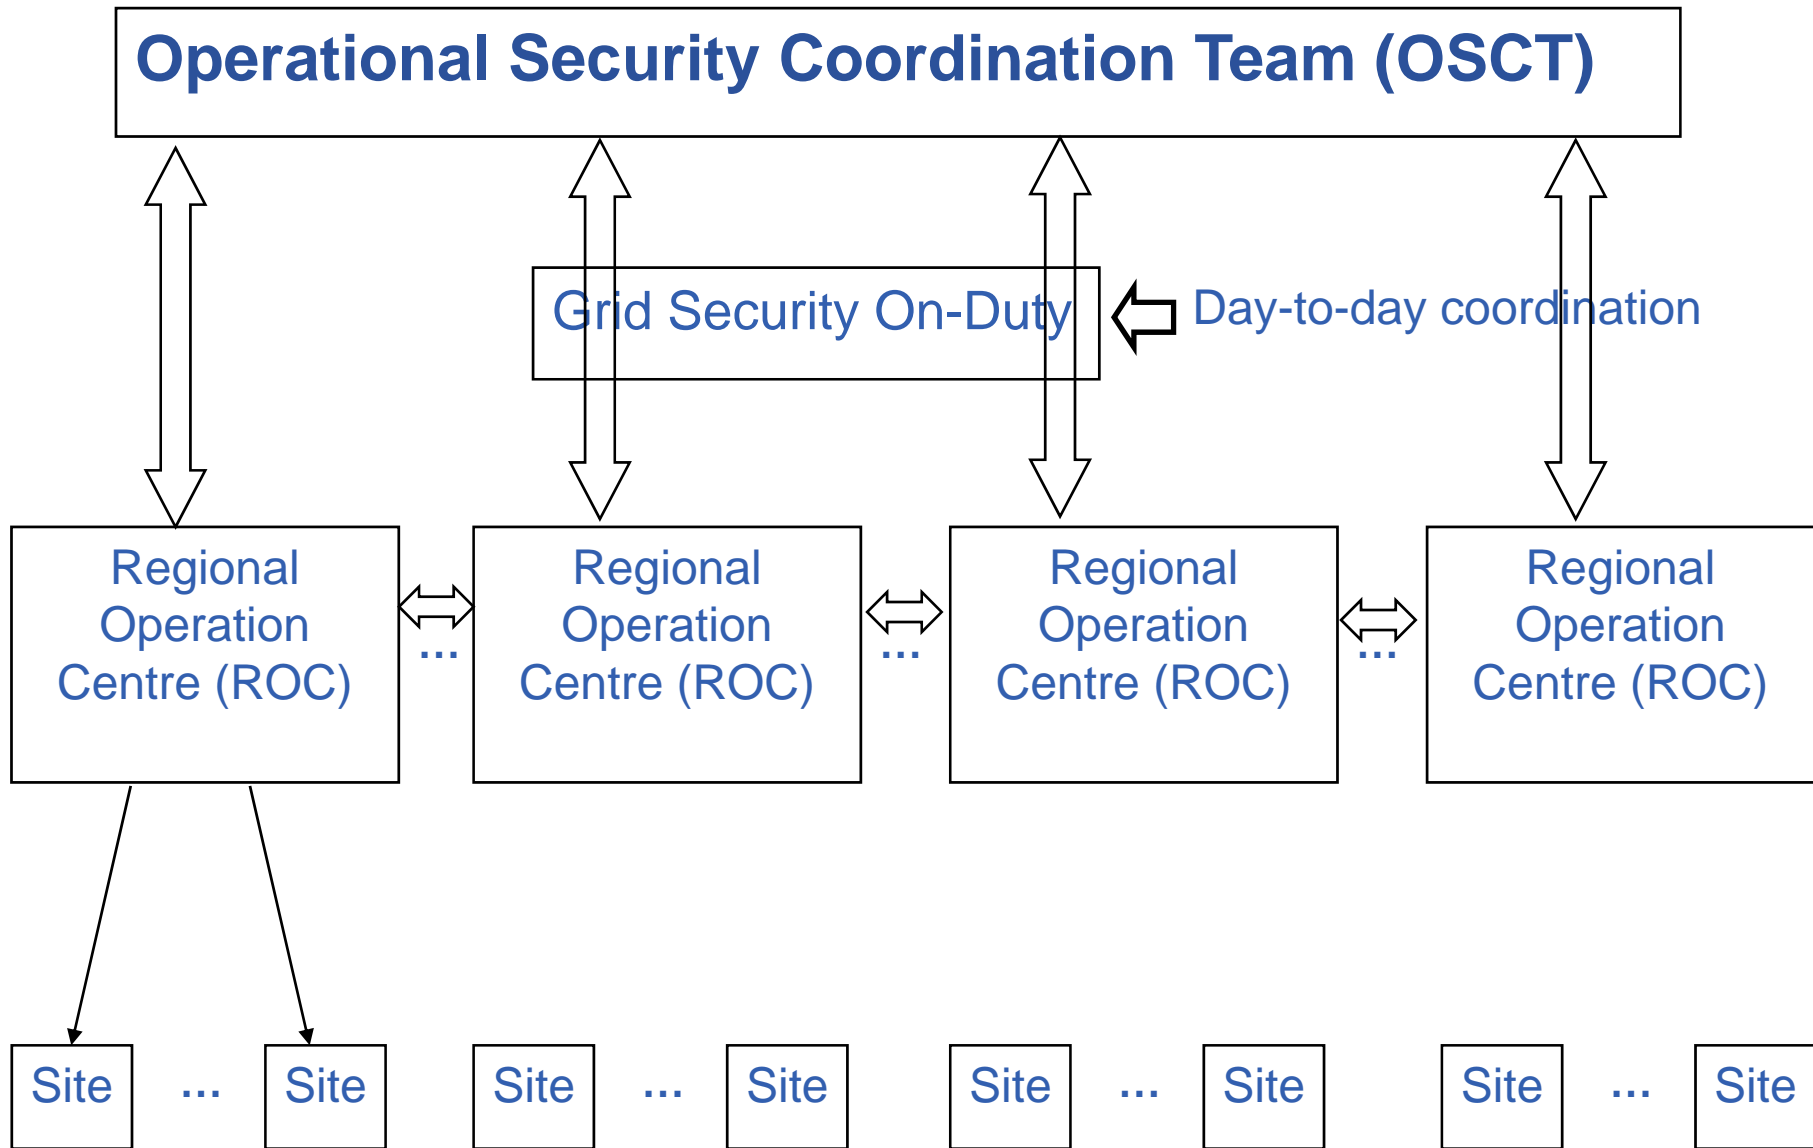 Operational Security Coordination Team (OSCT)
Grid Security On-Duty
Day-to-day coordination
Regional
Operation
Centre (ROC)
...
Regional
Operation
Centre (ROC)
...
Regional
Operation
Centre (ROC)
...
Regional
Operation
Centre (ROC)
Site ... Site
Site ... Site
Site ... Site
Site ... Site